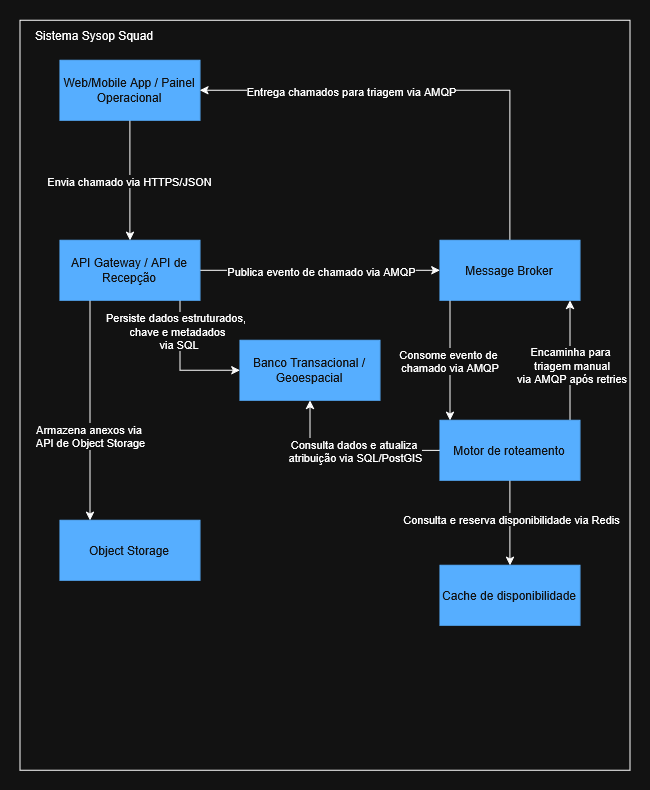 Sistema Sysop Squad
Web/Mobile App / Painel
Operacional
Entrega chamados para triagem via AMQP
Envia chamado via HTTPS/JSON
API Gateway / API de
Recepção
Publica evento de chamado via AMQP
Message Broker
Persiste dados estruturados,
chave e metadados
via SQL
Banco Transacional /
Geoespacial
Consome evento de
chamado via AMQP
Encaminha para
triagem manual
via AMQP após retries
Armazena anexos via
API de Object Storage
Consulta dados e atualiza
atribuição via SQL/PostGIS
Motor de roteamento
Consulta e reserva disponibilidade via Redis
Object Storage
Cache de disponibilidade